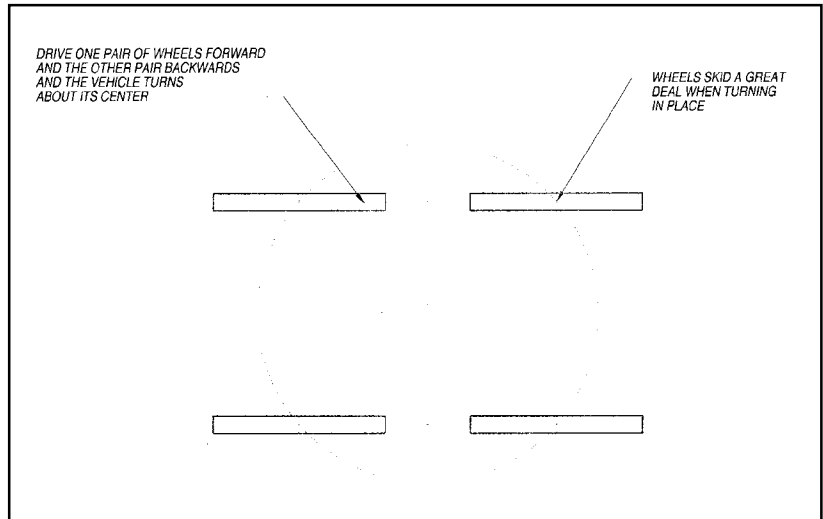 DRIVE ONE PAIR OF WHEELS FORWARD
AND THE OTHER PAIR BACKWARDS
AND THE VEHICLE TURNS
ABOUT ITS CENTER
WHEELS SKID A GREAT
DEAL WHEN TURNING
IN PLACE